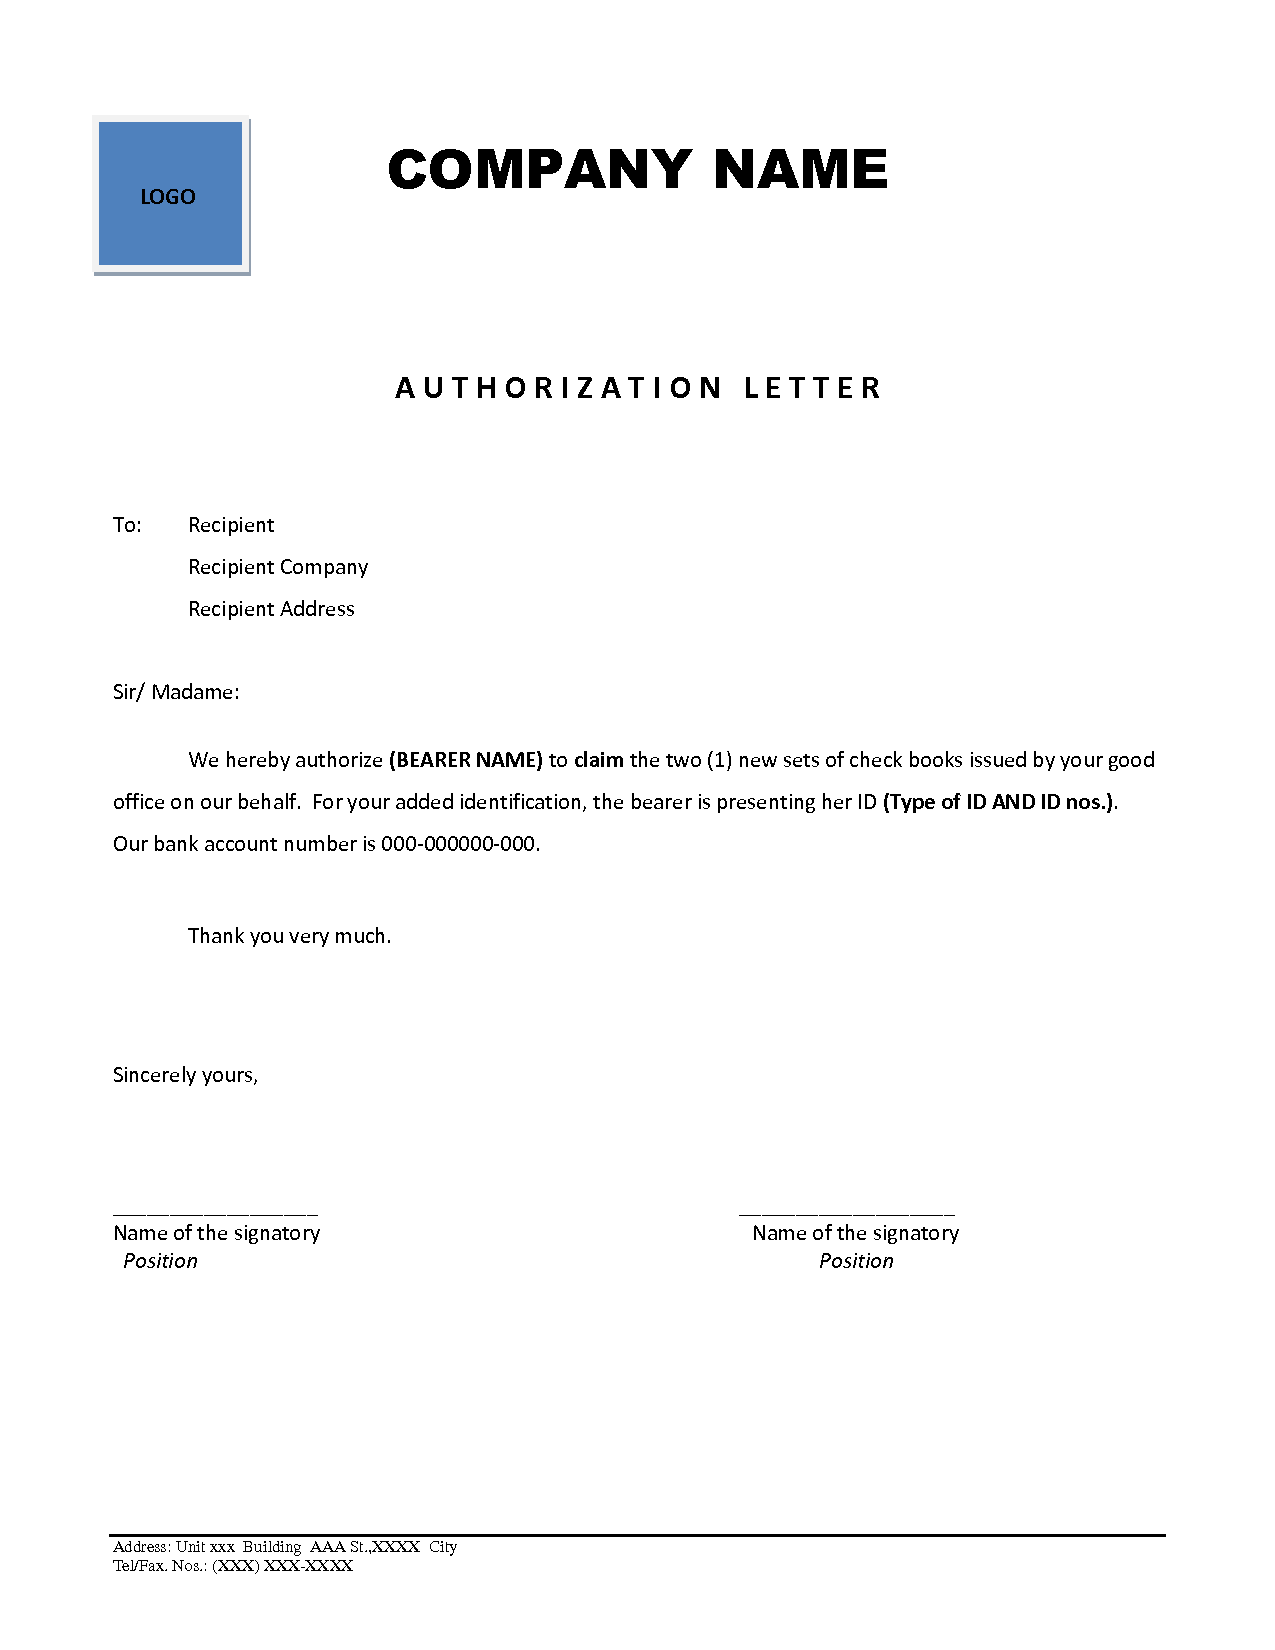 LOGO
COMPANY NAME
AUTHORIZATION LETTER
To: Recipient
Recipient Company
Recipient Address
Sir/ Madame:
We hereby authorize (BEARER NAME) to claim the two (1) new sets of check books issued by your good
office on our behalf. For your added identification, the bearer is presenting her ID (Type of ID AND ID nos.).
Our bank account number is 000-000000-000.
Thank you very much.
Sincerely yours,
___________________ ____________________
Name of the signatory Name of the signatory
Position Position
Address: Unit xxx Building AAA St.,XXXX City
Tel/Fax. Nos.: (XXX) XXX-XXXX